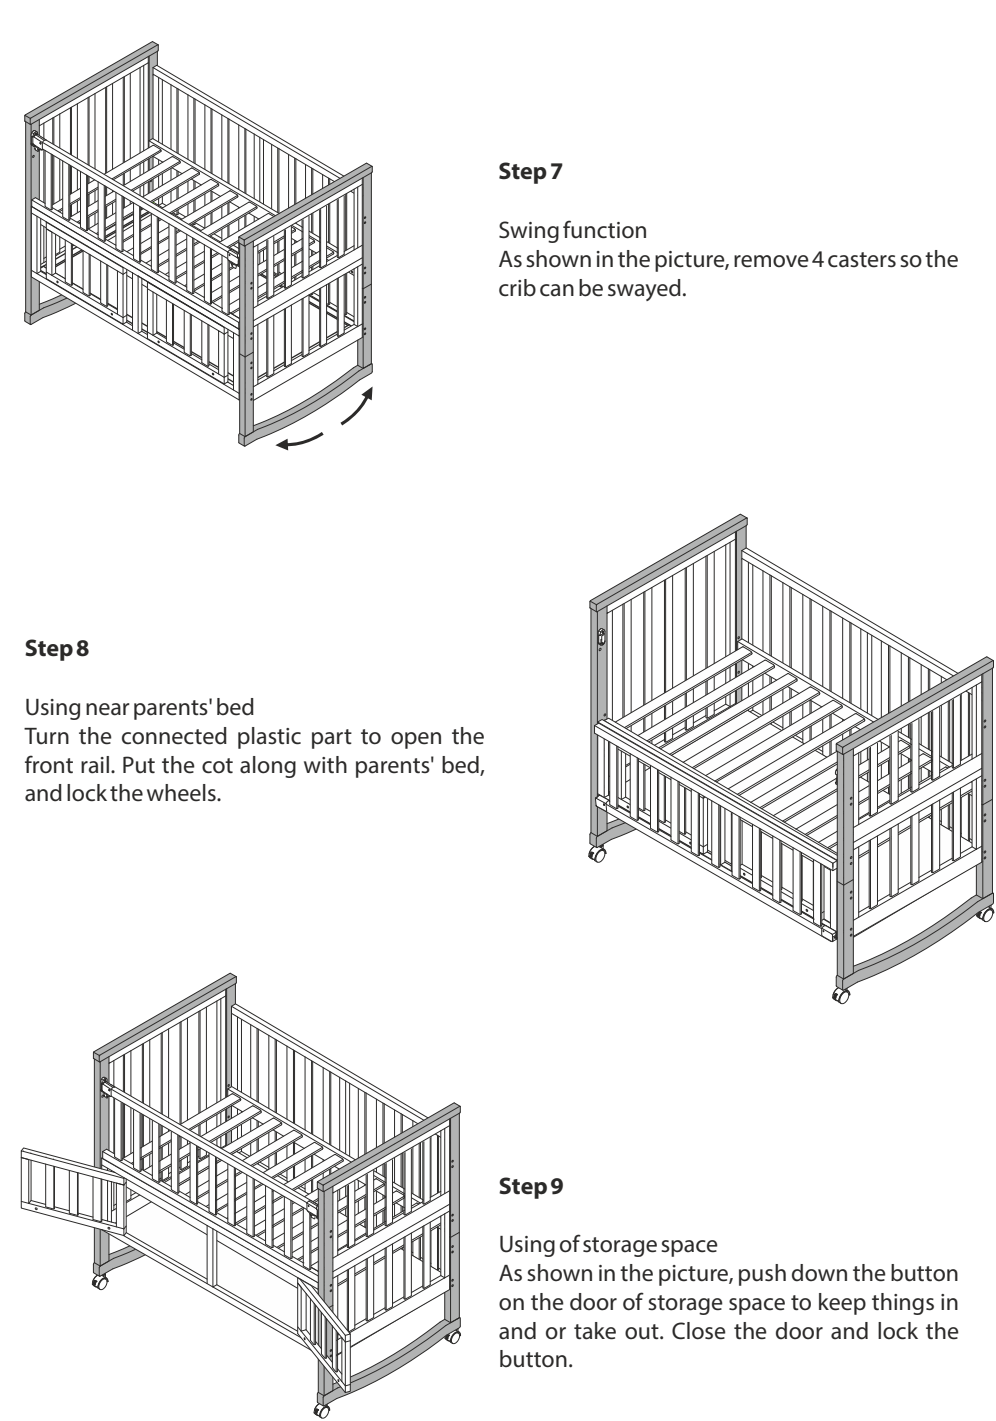 Step 7
Swing function
As shown in the picture, remove 4 casters so the
crib can be swayed.
Step 8
Using near parents' bed
Turn the connected plastic part to open the
front rail. Put the cot along with parents' bed,
and lock the wheels.
Step 9
Using of storage space
As shown in the picture, push down the button
on the door of storage space to keep things in
and or take out. Close the door and lock the
button.